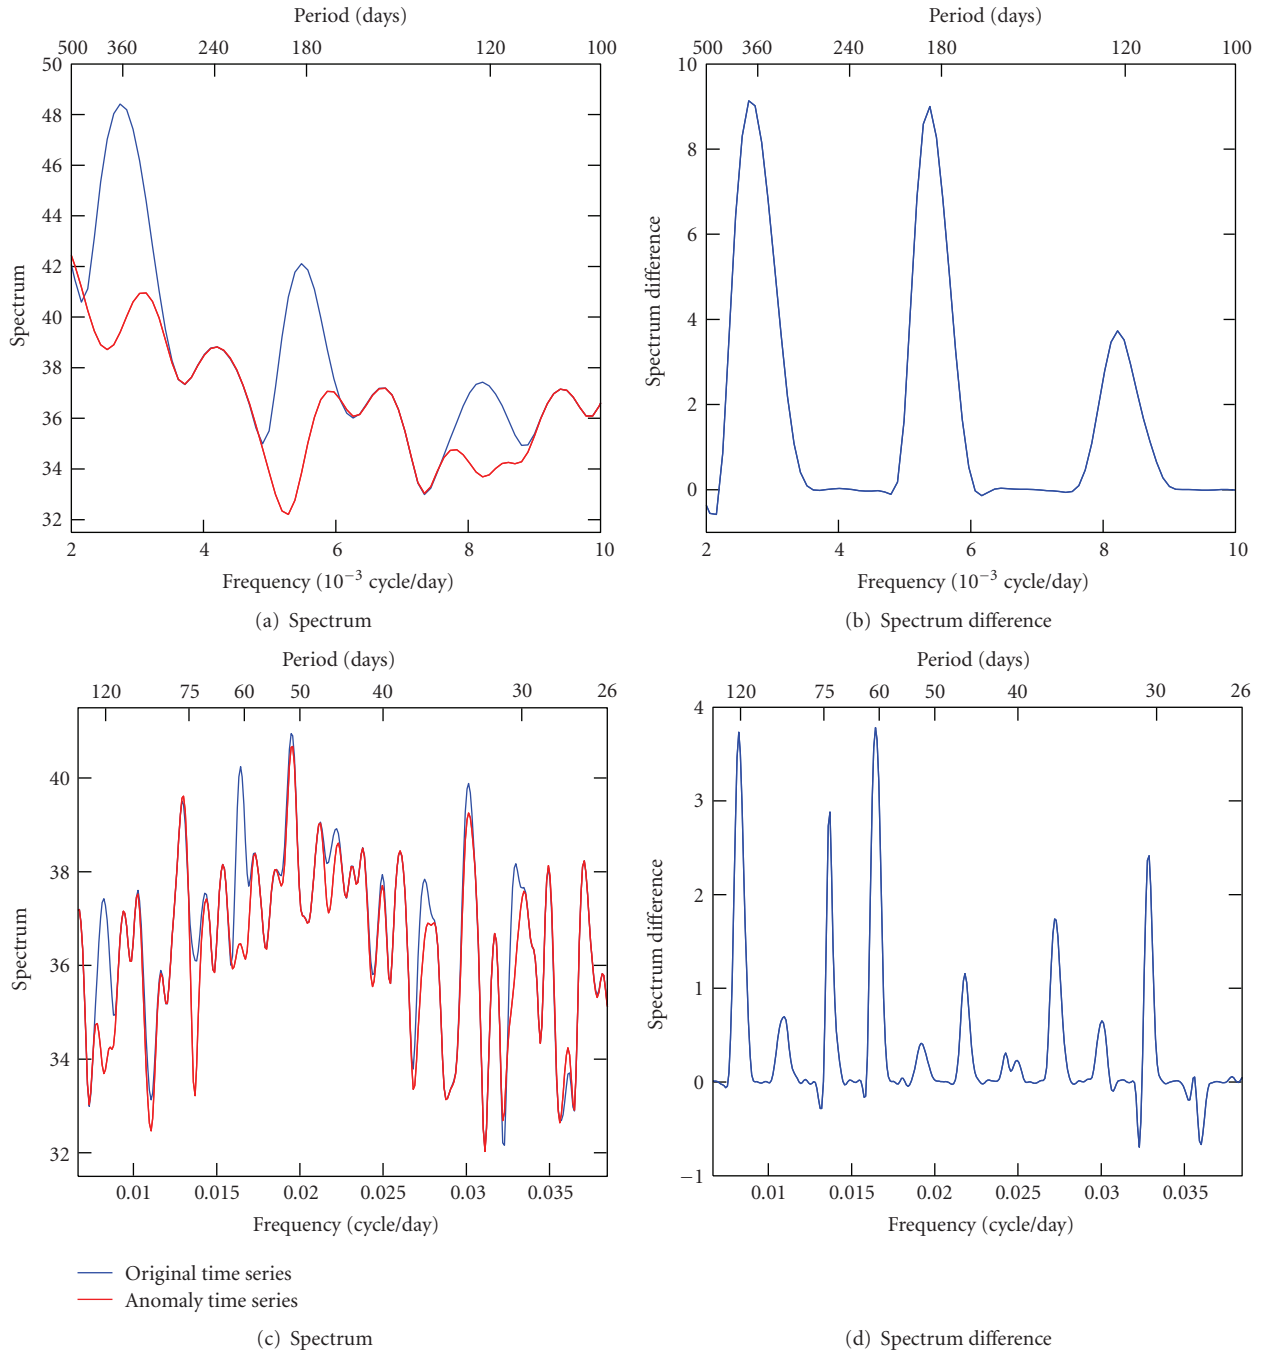 Period (days)
500 360 240 180 120 100
50
48
46
44
42
40
38
36
34
32
Spectrum
2 4 6 8 10
Frequency (10−3 cycle/day)
(a) Spectrum
Period (days)
500 360 240 180 120 100
10
8
6
4
2
0
Spectrum difference
2 4 6 8 10
Frequency (10−3 cycle/day)
(b) Spectrum difference
Period (days)
120 75 60 50 40 30 26
40
38
36
34
32
Spectrum
0.01 0.015 0.02 0.025 0.03 0.035
Frequency (cycle/day)
Original time series
Anomaly time series
(c) Spectrum
Period (days)
120 75 60 50 40 30 26
4
3
2
1
0
−1
Spectrum difference
0.01 0.015 0.02 0.025 0.03 0.035
Frequency (cycle/day)
(d) Spectrum difference